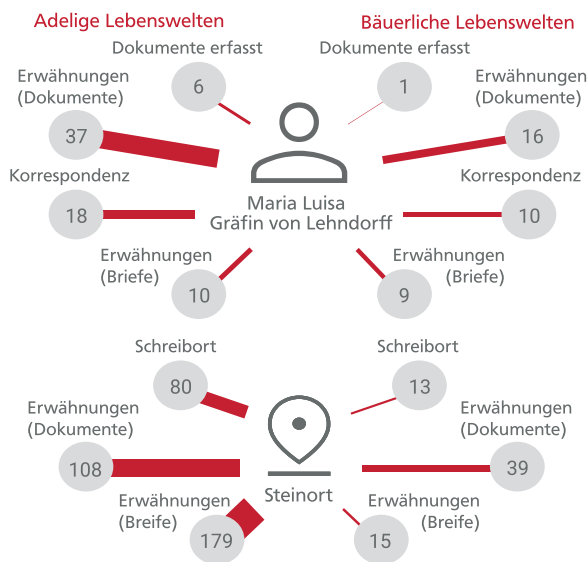 Adelige Lebenswelten
Bäuerliche Lebenswelten
Dokumente erfasst
6
Dokumente erfasst
1
Erwähnungen
(Dokumente)
37
Erwähnungen
(Dokumente)
16
Korrespondenz
18
Korrespondenz
10
Maria Luisa
Gräfin von Lehndorff
Erwähnungen
(Briefe)
10
Erwähnungen
(Briefe)
9
Schreibort
80
Schreibort
13
Erwähnungen
(Dokumente)
108
Erwähnungen
(Dokumente)
39
Steinort
Erwähnungen
(Breife)
179
Erwähnungen
(Breife)
15